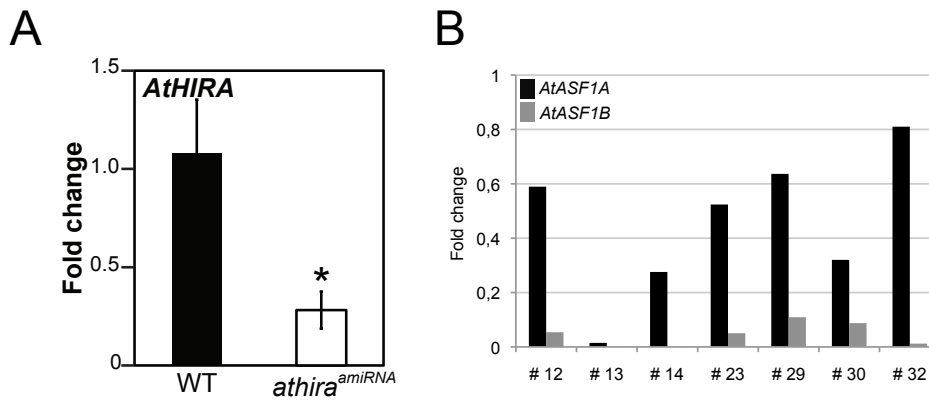 A
Fold change
1.5
1.0
0.5
0
AtHIRA
*
WT
athira^amiRNA
B
Fold change
1
0,8
0,6
0,4
0,2
0
AtASF1A
AtASF1B
# 12
# 13
# 14
# 23
# 29
# 30
# 32